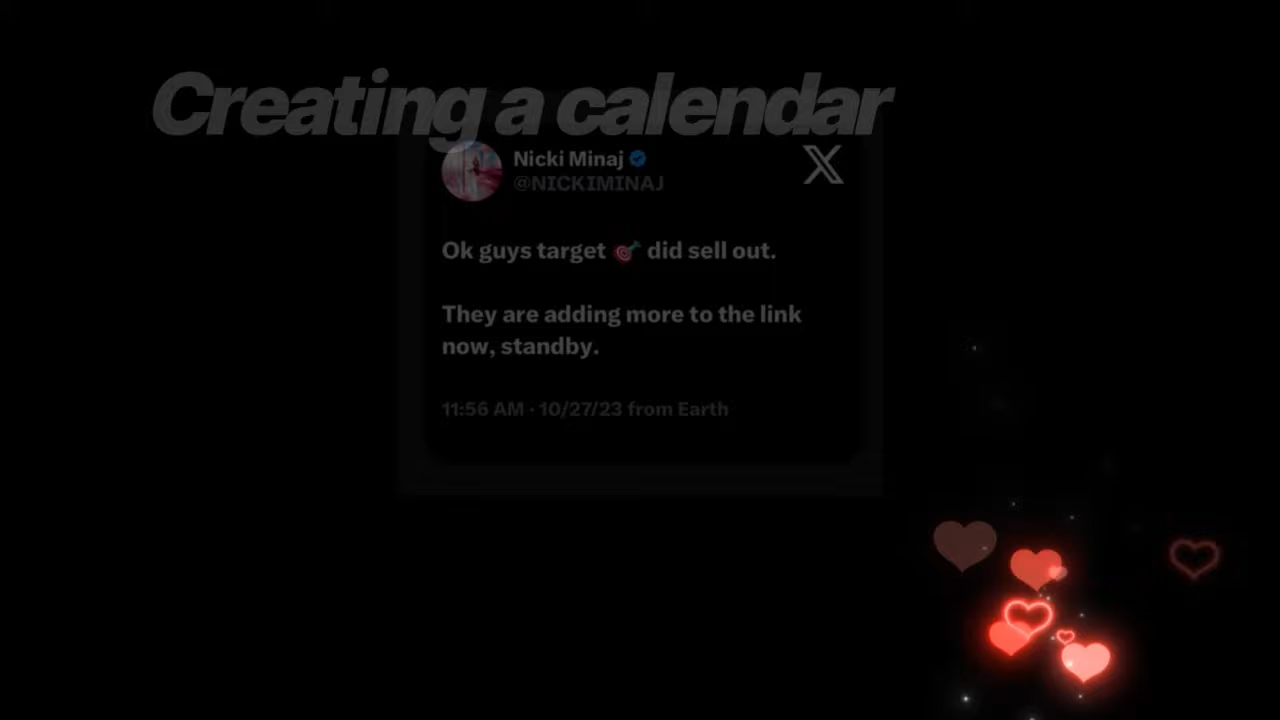 Creating a calendar
Nicki Minaj
@NICKIMINAJ
Ok guys target 🎯 did sell out.
They are adding more to the link
now, standby.
11:56 AM · 10/27/23 from Earth